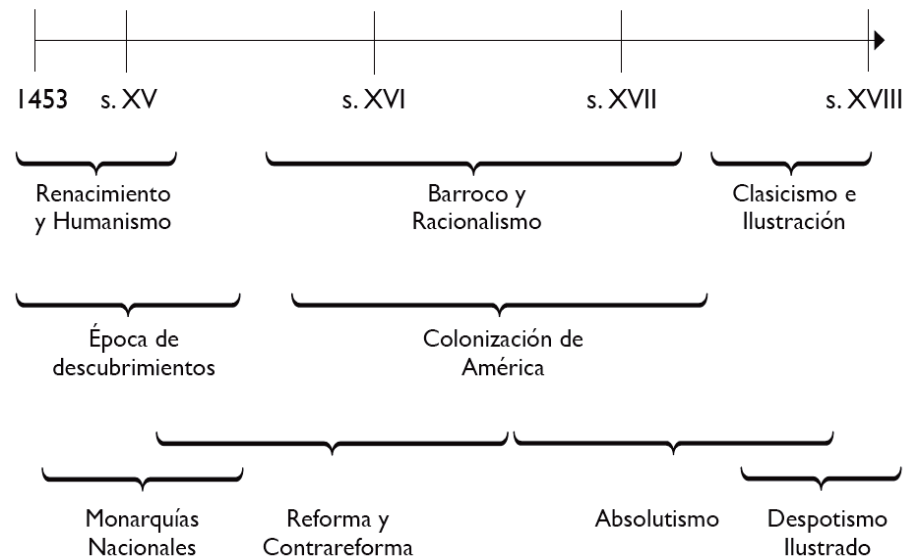 1453 s. XV s. XVI s. XVII s. XVIII
Renacimiento
y Humanismo
Barroco y
Racionalismo
Clasicismo e
Ilustración
Época de
descubrimientos
Colonización de
América
Monarquías
Nacionales
Reforma y
Contrareforma
Absolutismo
Despotismo
Ilustrado